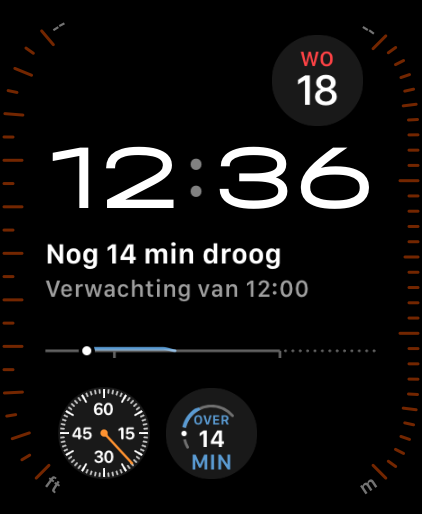 WO
18
12:36
Nog 14 min droog
Verwachting van 12:00
60
45 15
30
OVER
14
MIN
ft
m